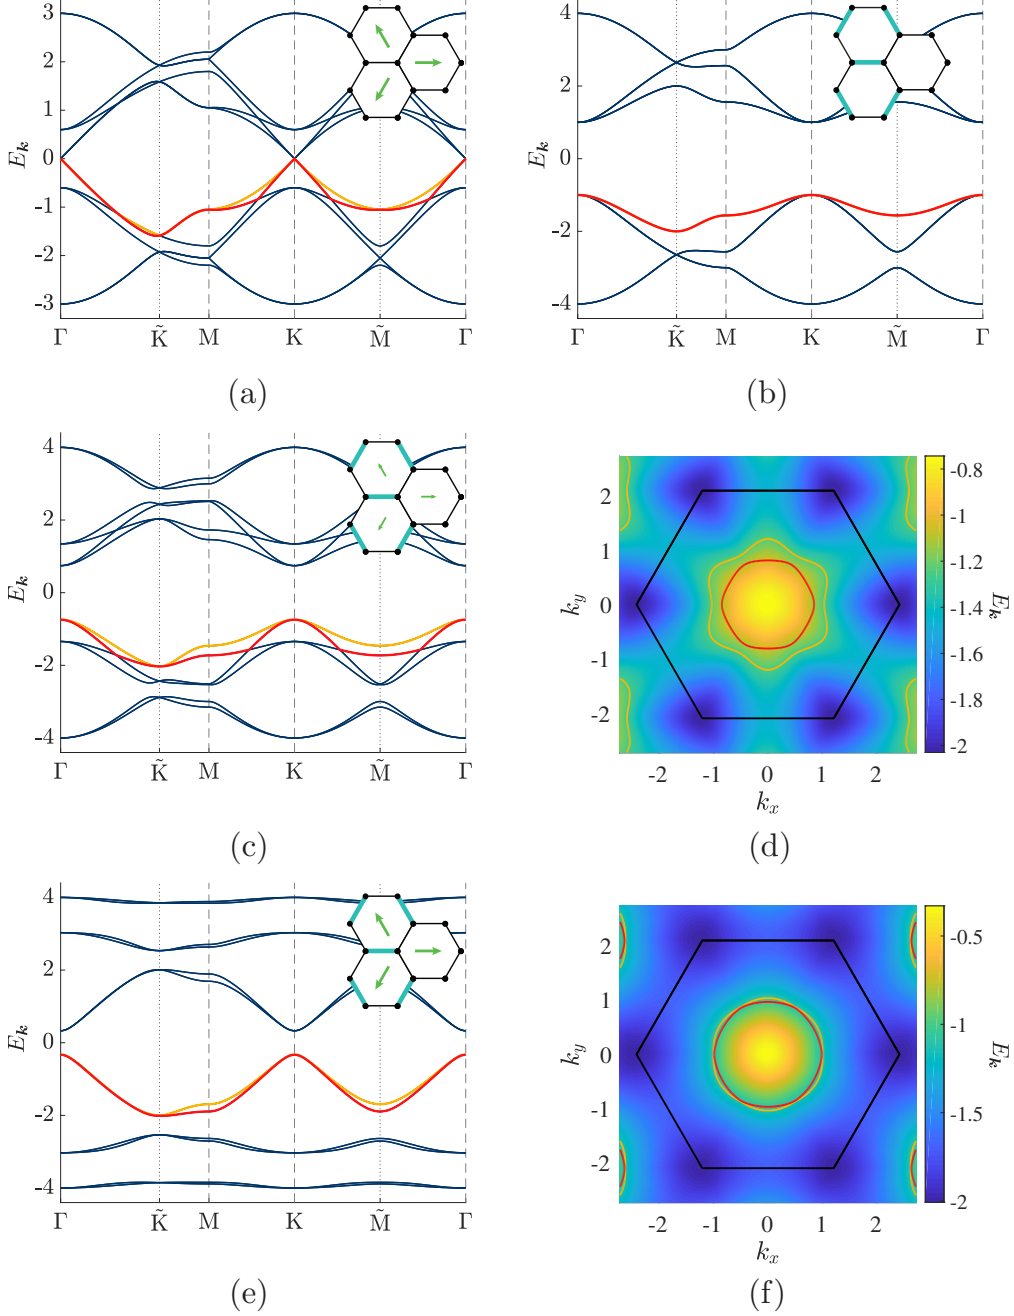 3
2
1
0
-1
-2
-3
E_k
Γ K̃ M K M̃ Γ
(a)
4
2
0
-2
-4
E_k
Γ K̃ M K M̃ Γ
(b)
4
2
0
-2
-4
E_k
Γ K̃ M K M̃ Γ
(c)
2
1
0
-1
-2
k_y
-2 -1 0 1 2
k_x
-0.8
-1
-1.2
-1.4
-1.6
-1.8
-2
E_k
(d)
4
2
0
-2
-4
E_k
Γ K̃ M K M̃ Γ
(e)
2
1
0
-1
-2
k_y
-2 -1 0 1 2
k_x
-0.5
-1
-1.5
-2
E_k
(f)